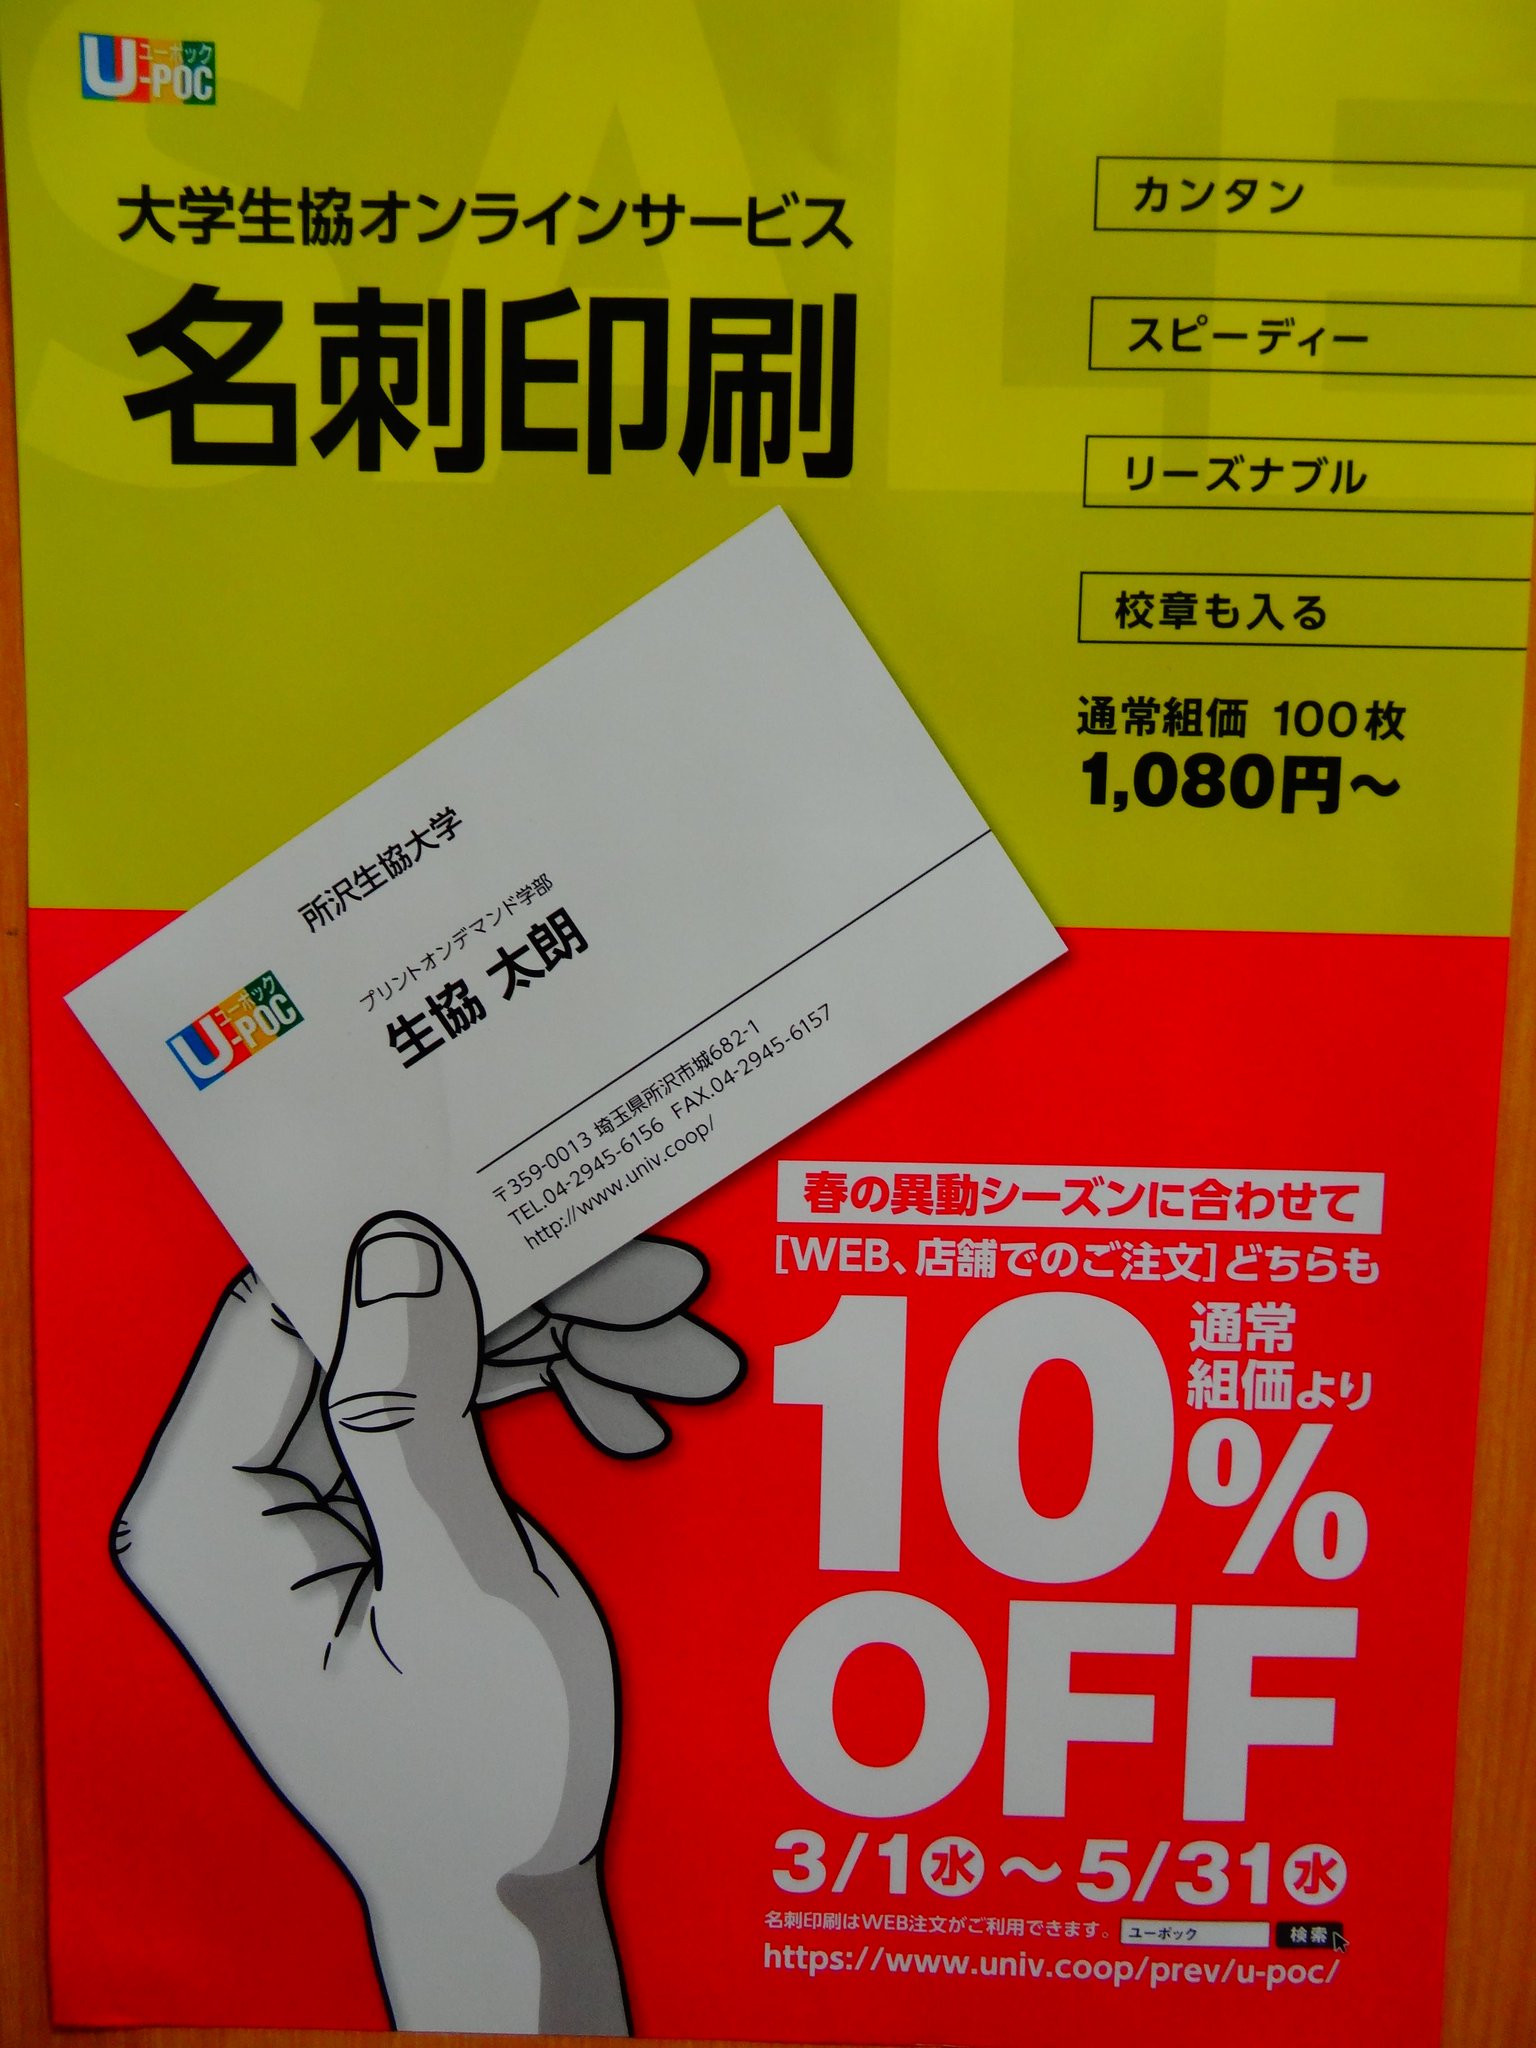 ユーポック
U-POC
SALE
大学生協オンラインサービス
名刺印刷
カンタン
スピーディー
リーズナブル
校章も入る
通常組価 100枚
1,080円〜
所沢生協大学
ユーポック
U-POC
プリントオンデマンド学部
生協 太朗
〒359-0013 埼玉県所沢市城682-1
TEL.04-2945-6156 FAX.04-2945-6157
http://www.univ.coop/
春の異動シーズンに合わせて
[WEB、店舗でのご注文]どちらも
通常
組価より
10%
OFF
3/1㊌〜5/31㊌
名刺印刷はWEB注文がご利用できます。 ユーポック 検索
https://www.univ.coop/prev/u-poc/